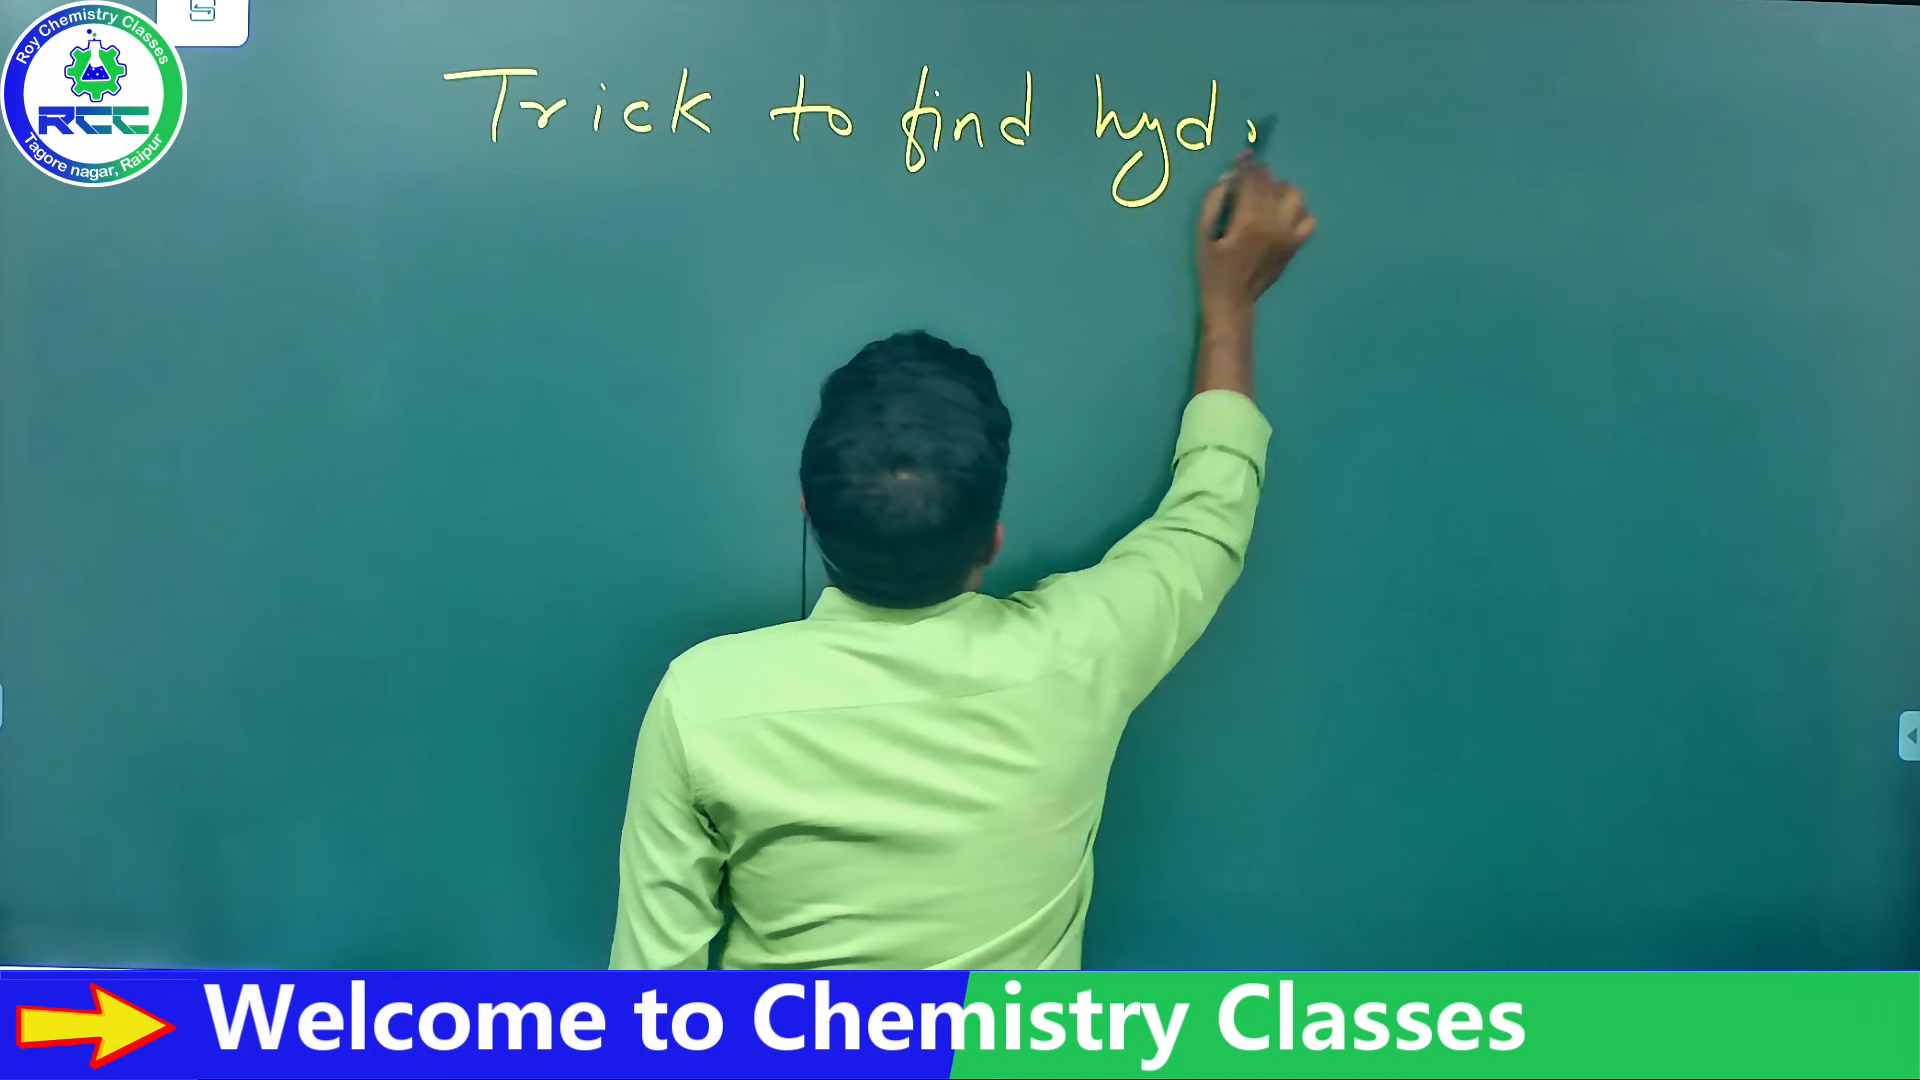 Roy Chemistry Classes
RCC
Tagore nagar, Raipur
Trick to find hyd
Welcome to Chemistry Classes